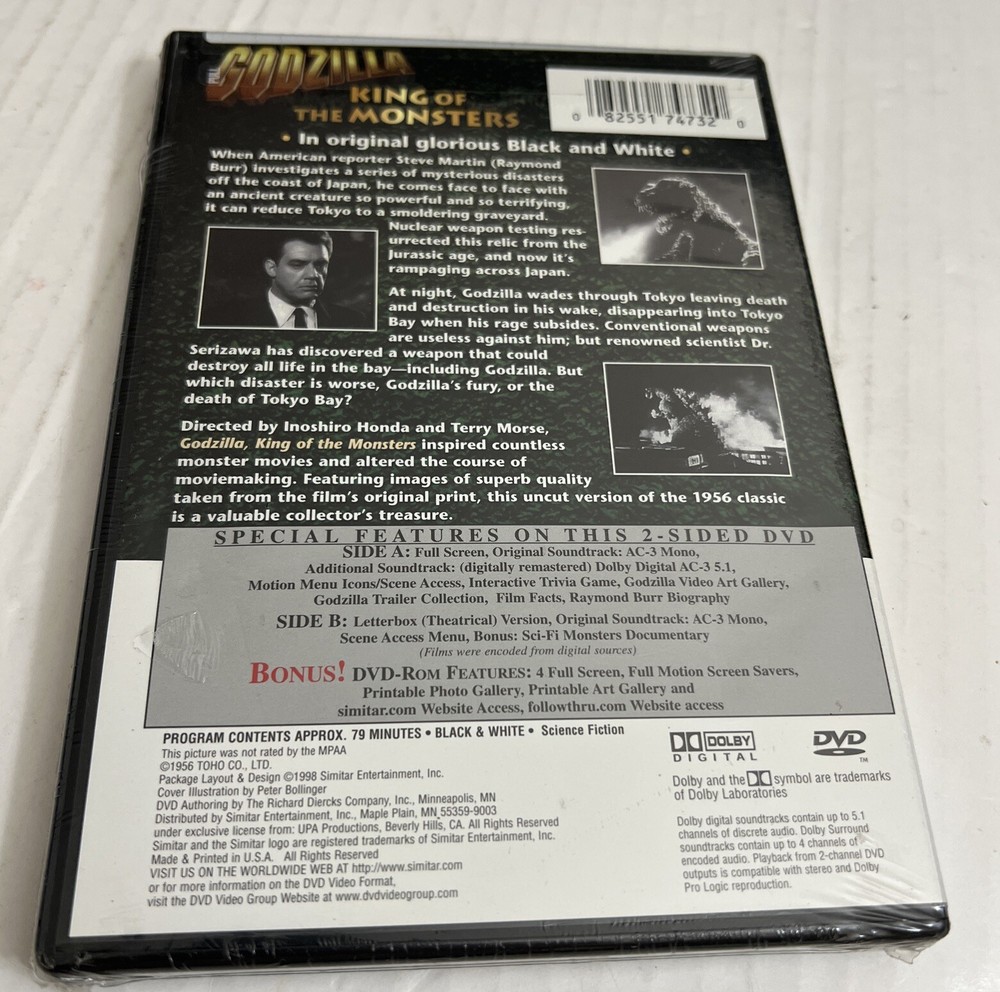 GODZILLA
KING OF
THE MONSTERS
0 82551 74732 0
• In original glorious Black and White •
When American reporter Steve Martin (Raymond
Burr) investigates a series of mysterious disasters
off the coast of Japan, he comes face to face with
an ancient creature so powerful and so terrifying,
it can reduce Tokyo to a smoldering graveyard.
Nuclear weapon testing res-
urrected this relic from the
Jurassic age, and now it's
rampaging across Japan.
At night, Godzilla wades through Tokyo leaving death
and destruction in his wake, disappearing into Tokyo
Bay when his rage subsides. Conventional weapons
are useless against him; but renowned scientist Dr.
Serizawa has discovered a weapon that could
destroy all life in the bay—including Godzilla. But
which disaster is worse, Godzilla's fury, or the
death of Tokyo Bay?
Directed by Inoshiro Honda and Terry Morse,
Godzilla, King of the Monsters inspired countless
monster movies and altered the course of
moviemaking. Featuring images of superb quality
taken from the film's original print, this uncut version of the 1956 classic
is a valuable collector's treasure.
SPECIAL FEATURES ON THIS 2-SIDED DVD
SIDE A: Full Screen, Original Soundtrack: AC-3 Mono,
Additional Soundtrack: (digitally remastered) Dolby Digital AC-3 5.1,
Motion Menu Icons/Scene Access, Interactive Trivia Game, Godzilla Video Art Gallery,
Godzilla Trailer Collection, Film Facts, Raymond Burr Biography
SIDE B: Letterbox (Theatrical) Version, Original Soundtrack: AC-3 Mono,
Scene Access Menu, Bonus: Sci-Fi Monsters Documentary
(Films were encoded from digital sources)
BONUS! DVD-ROM FEATURES: 4 Full Screen, Full Motion Screen Savers,
Printable Photo Gallery, Printable Art Gallery and
simitar.com Website Access, followthru.com Website access
PROGRAM CONTENTS APPROX. 79 MINUTES • BLACK & WHITE • Science Fiction
This picture was not rated by the MPAA
©1956 TOHO CO., LTD.
Package Layout & Design ©1998 Simitar Entertainment, Inc.
Cover Illustration by Peter Bollinger
DVD Authoring by The Richard Diercks Company, Inc., Minneapolis, MN
Distributed by Simitar Entertainment, Inc., Maple Plain, MN 55359-9003
under exclusive license from: UPA Productions, Beverly Hills, CA. All Rights Reserved
Simitar and the Simitar logo are registered trademarks of Simitar Entertainment, Inc.
Made & Printed in U.S.A. All Rights Reserved
VISIT US ON THE WORLDWIDE WEB AT http://www.simitar.com
or for more information on the DVD Video Format,
visit the DVD Video Group Website at www.dvdvideogroup.com
DOLBY
DIGITAL
DVD
TM
Dolby and the symbol are trademarks
of Dolby Laboratories
Dolby digital soundtracks contain up to 5.1
channels of discrete audio. Dolby Surround
soundtracks contain up to 4 channels of
encoded audio. Playback from 2-channel DVD
outputs is compatible with stereo and Dolby
Pro Logic reproduction.